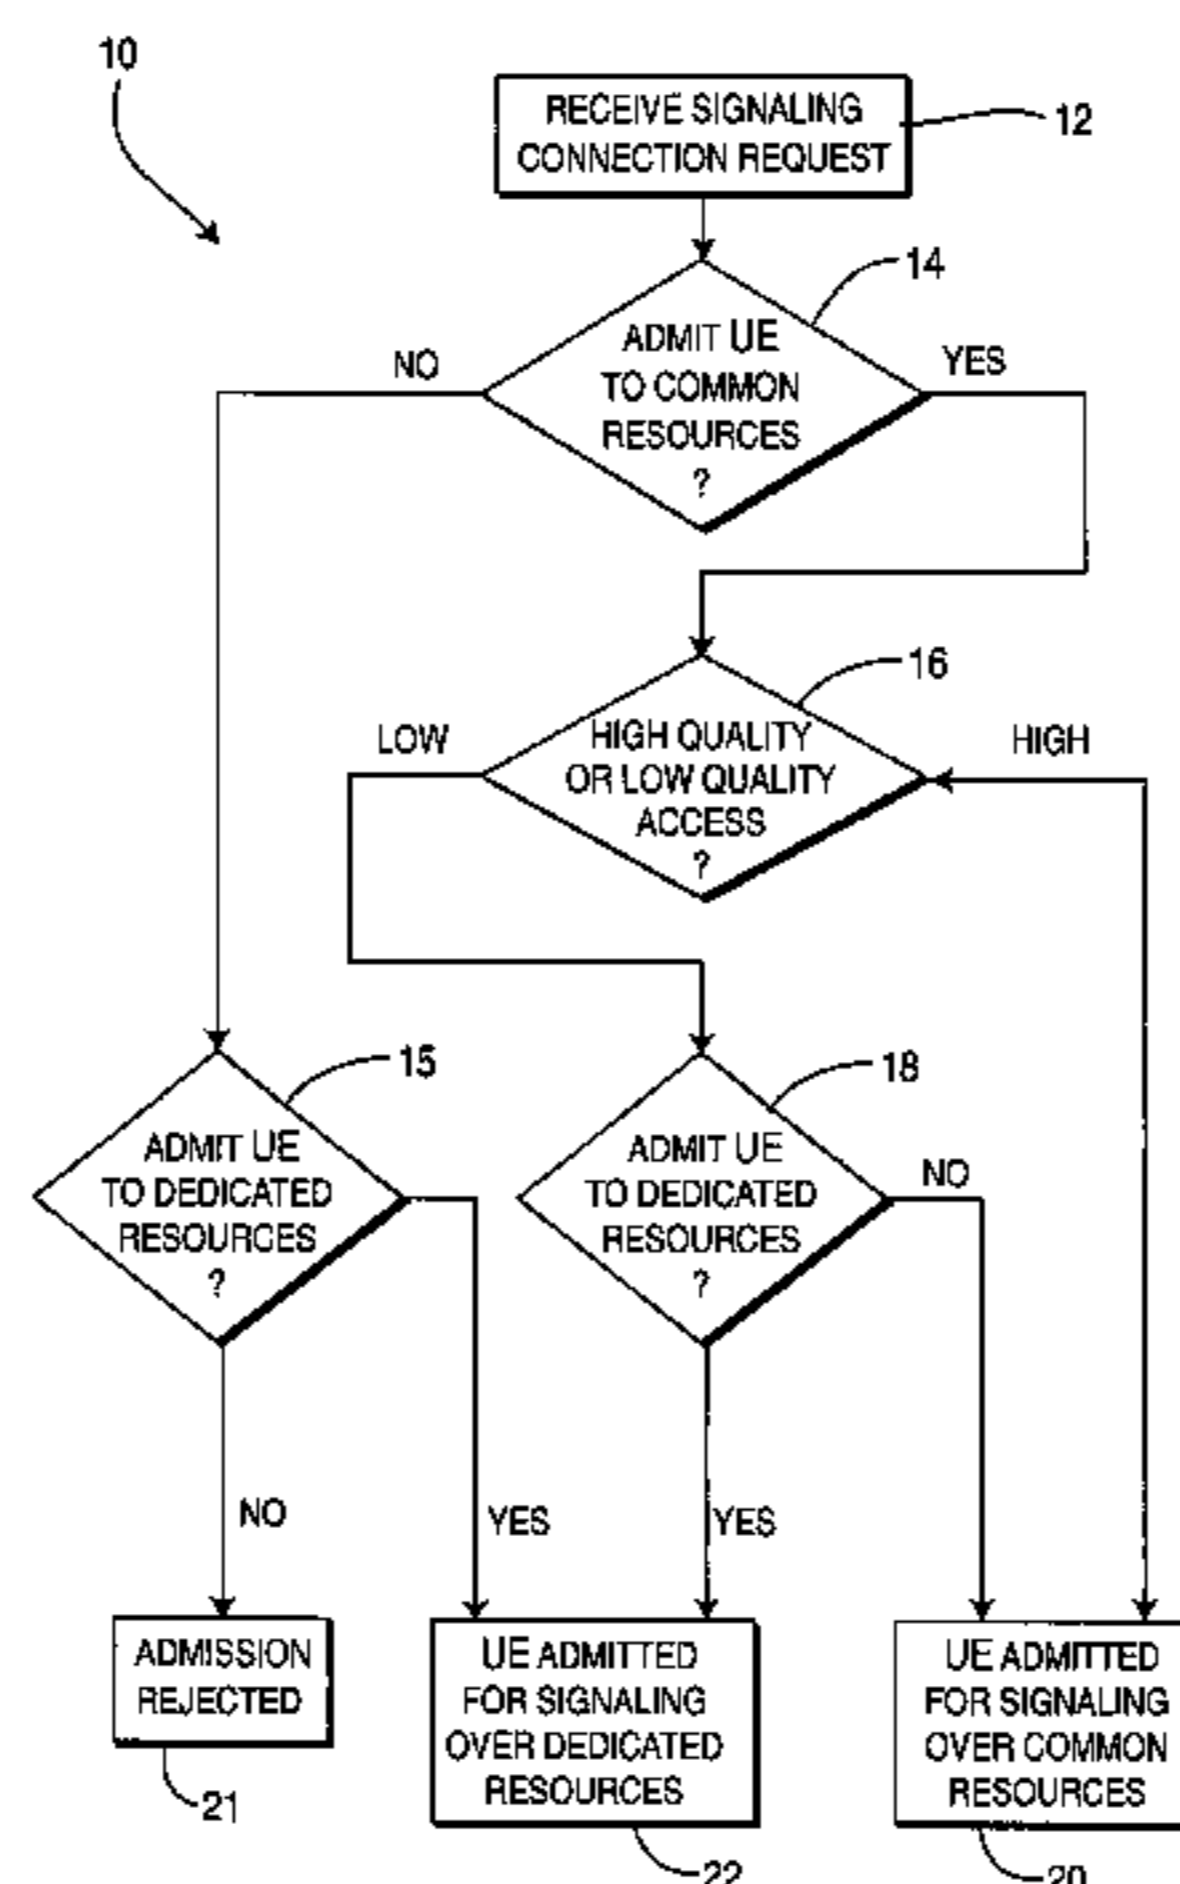 10
RECEIVE SIGNALING
CONNECTION REQUEST
12
14
ADMIT UE
TO COMMON
RESOURCES
?
NO
YES
16
HIGH QUALITY
OR LOW QUALITY
ACCESS
?
LOW
HIGH
15
ADMIT UE
TO DEDICATED
RESOURCES
?
18
ADMIT UE
TO DEDICATED
RESOURCES
?
NO
NO
YES
YES
ADMISSION
REJECTED
21
UE ADMITTED
FOR SIGNALING
OVER DEDICATED
RESOURCES
22
UE ADMITTED
FOR SIGNALING
OVER COMMON
RESOURCES
20